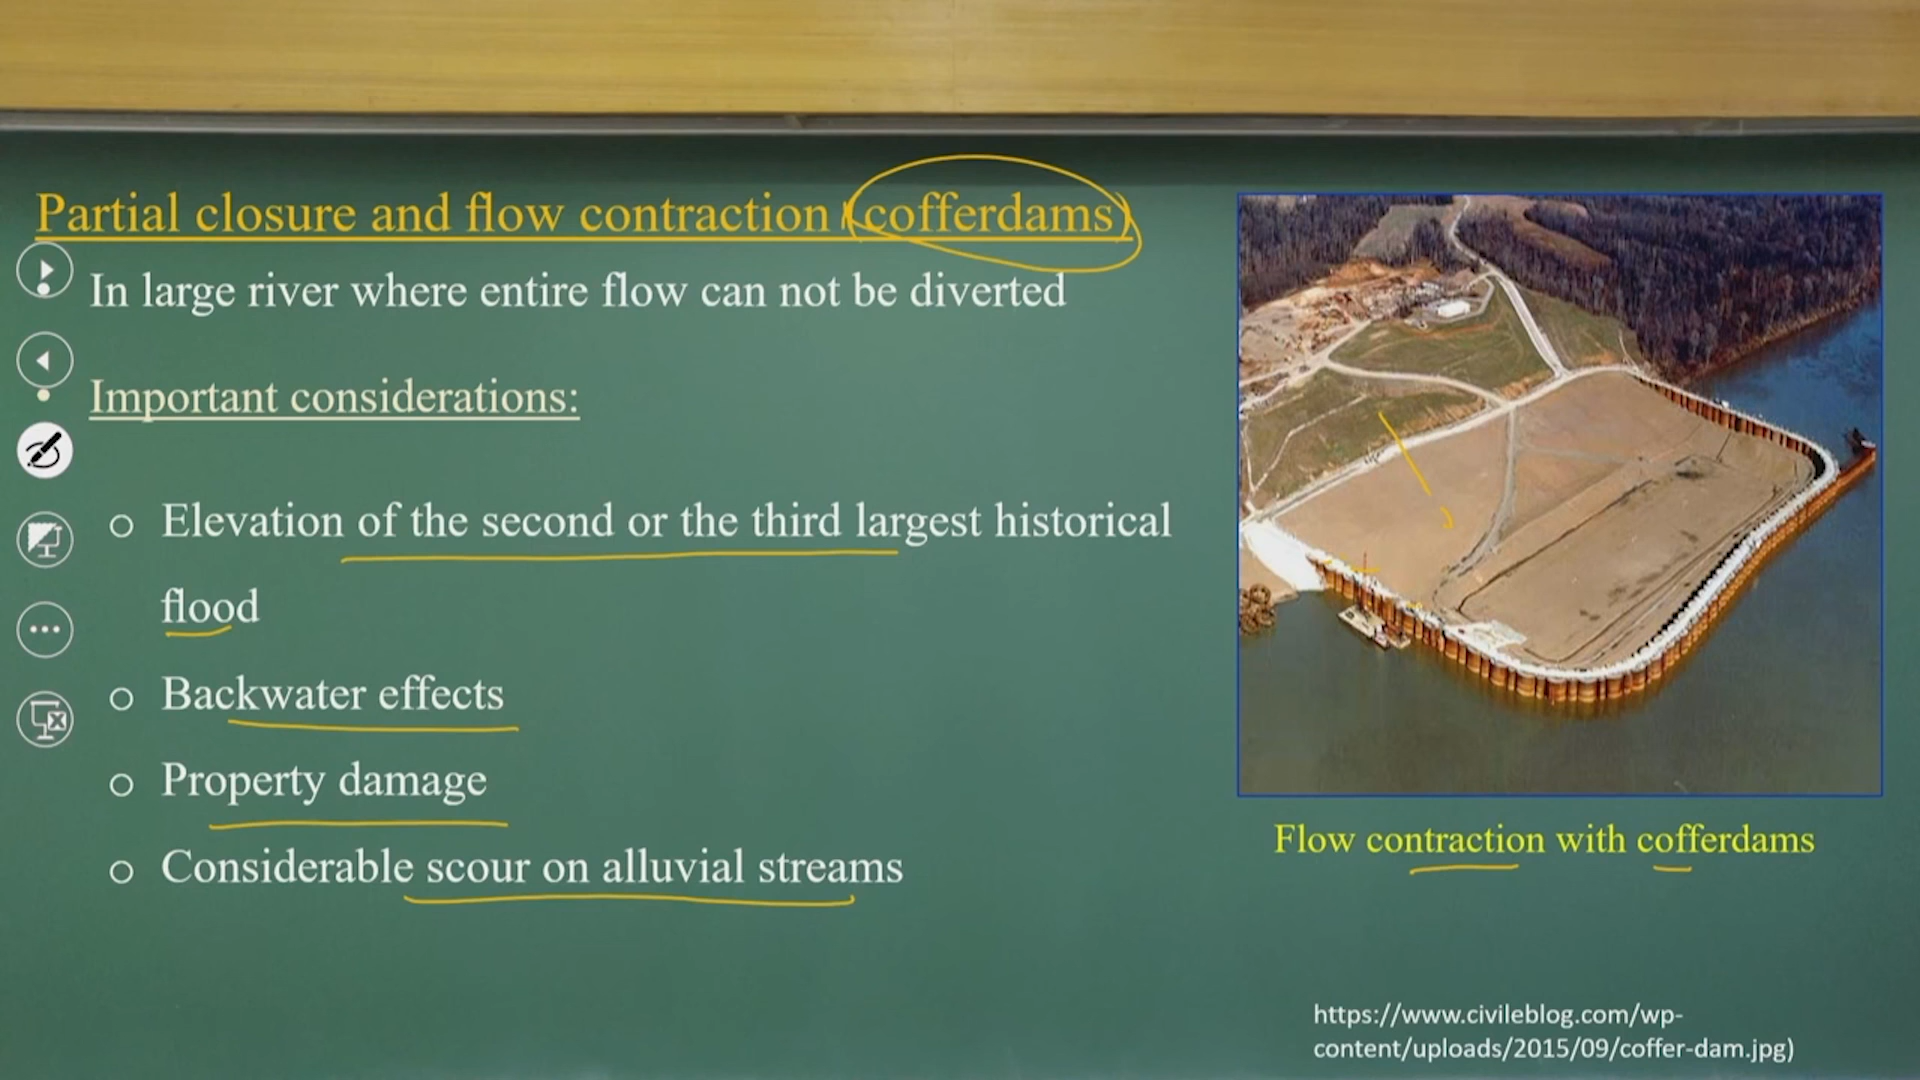 Partial closure and flow contraction (cofferdams)
In large river where entire flow can not be diverted
Important considerations:
o Elevation of the second or the third largest historical
flood
o Backwater effects
o Property damage
o Considerable scour on alluvial streams
Flow contraction with cofferdams
https://www.civileblog.com/wp-
content/uploads/2015/09/coffer-dam.jpg)